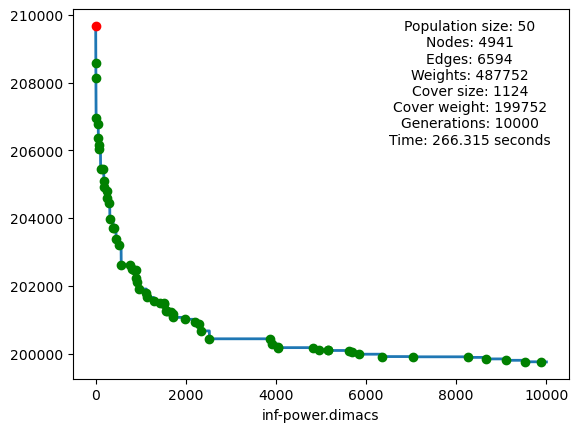 210000
208000
206000
204000
202000
200000
0
2000
4000
6000
8000
10000
Population size: 50
Nodes: 4941
Edges: 6594
Weights: 487752
Cover size: 1124
Cover weight: 199752
Generations: 10000
Time: 266.315 seconds
inf-power.dimacs